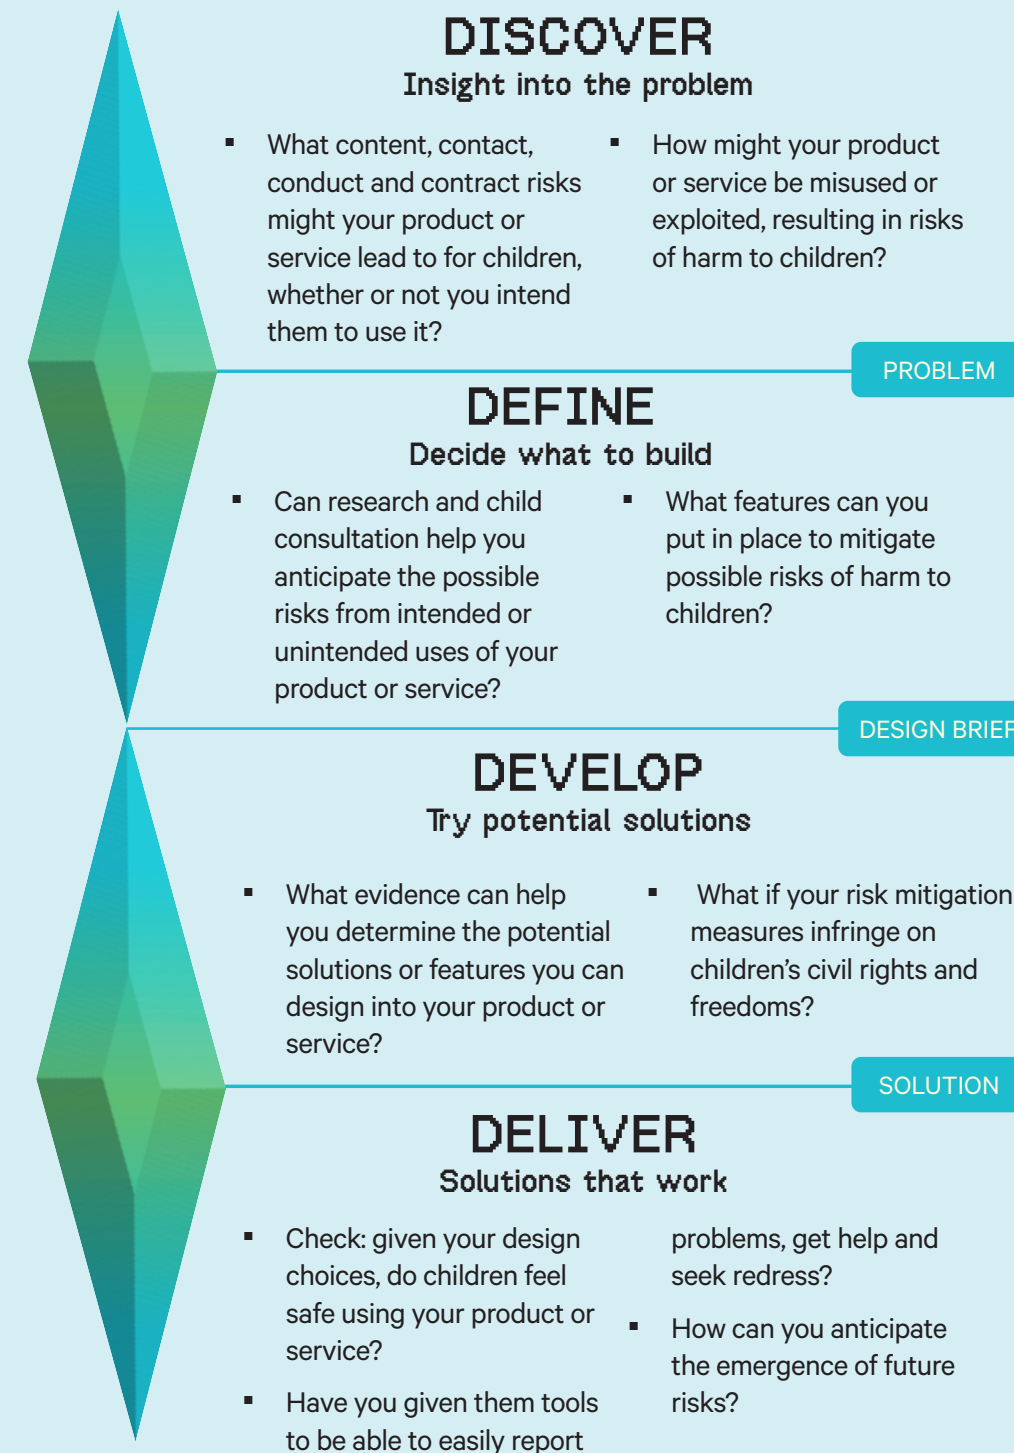 DISCOVER
Insight into the problem
▪ What content, contact,
conduct and contract risks
might your product or
service lead to for children,
whether or not you intend
them to use it?
▪ How might your product
or service be misused or
exploited, resulting in risks
of harm to children?
PROBLEM
DEFINE
Decide what to build
▪ Can research and child
consultation help you
anticipate the possible
risks from intended or
unintended uses of your
product or service?
▪ What features can you
put in place to mitigate
possible risks of harm to
children?
DESIGN BRIEF
DEVELOP
Try potential solutions
▪ What evidence can help
you determine the potential
solutions or features you can
design into your product or
service?
▪ What if your risk mitigation
measures infringe on
children’s civil rights and
freedoms?
SOLUTION
DELIVER
Solutions that work
▪ Check: given your design
choices, do children feel
safe using your product or
service?
▪ Have you given them tools
to be able to easily report
problems, get help and
seek redress?
▪ How can you anticipate
the emergence of future
risks?